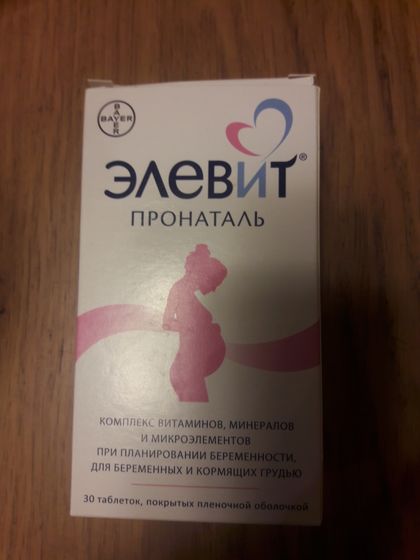 BAYER
BAYER
ЭЛЕВИТ®
ПРОНАТАЛЬ
КОМПЛЕКС ВИТАМИНОВ, МИНЕРАЛОВ
И МИКРОЭЛЕМЕНТОВ
ПРИ ПЛАНИРОВАНИИ БЕРЕМЕННОСТИ,
ДЛЯ БЕРЕМЕННЫХ И КОРМЯЩИХ ГРУДЬЮ
30 таблеток, покрытых пленочной оболочкой